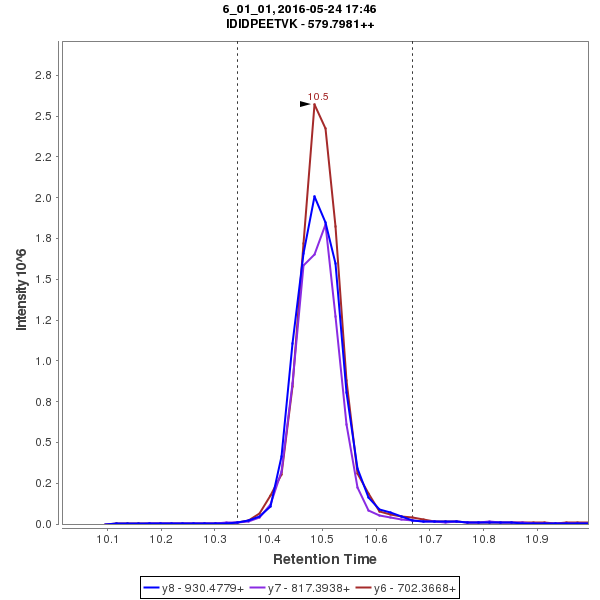 6_01_01, 2016-05-24 17:46
IDIDPEETVK - 579.7981++
10.5
2.8
2.5
2.2
2.0
1.8
1.5
1.2
1.0
0.8
0.5
0.2
0.0
Intensity 10^6
10.1 10.2 10.3 10.4 10.5 10.6 10.7 10.8 10.9
Retention Time
y8 - 930.4779+ y7 - 817.3938+ y6 - 702.3668+